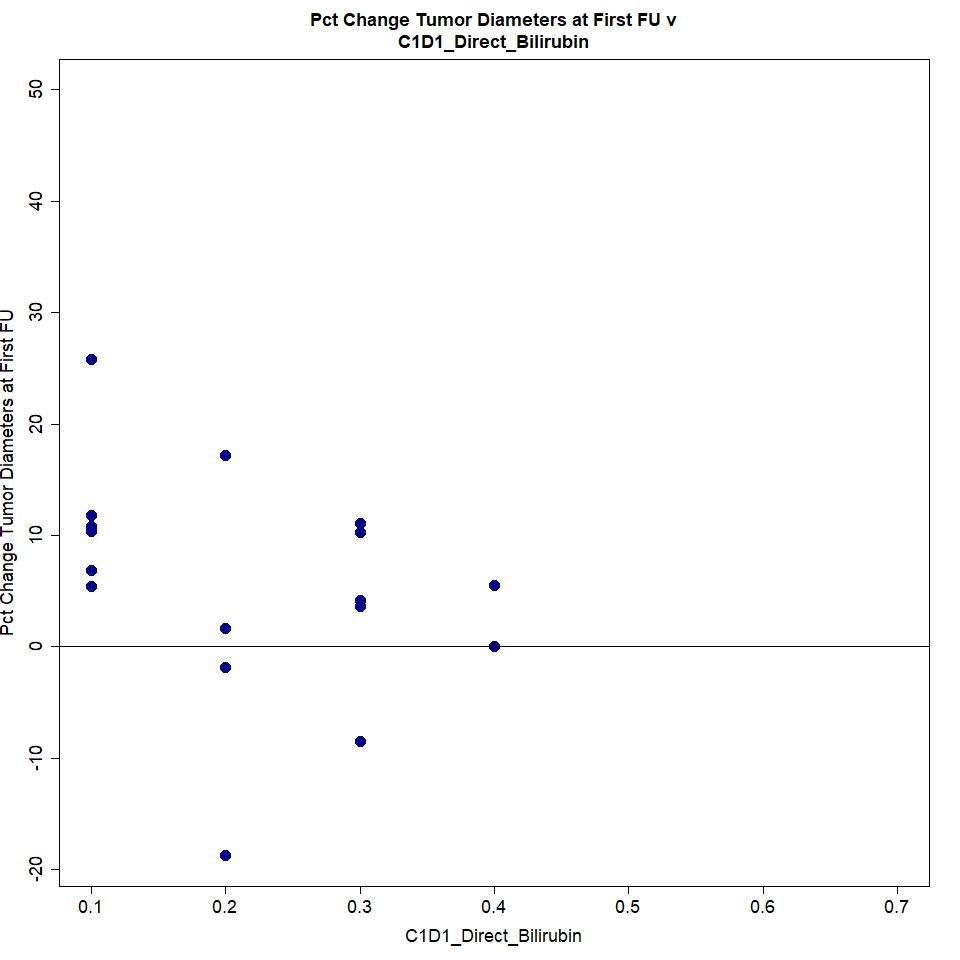 Pct Change Tumor Diameters at First FU v
C1D1_Direct_Bilirubin
Pct Change Tumor Diameters at First FU
50
40
30
20
10
0
-10
-20
0.1 0.2 0.3 0.4 0.5 0.6 0.7
C1D1_Direct_Bilirubin